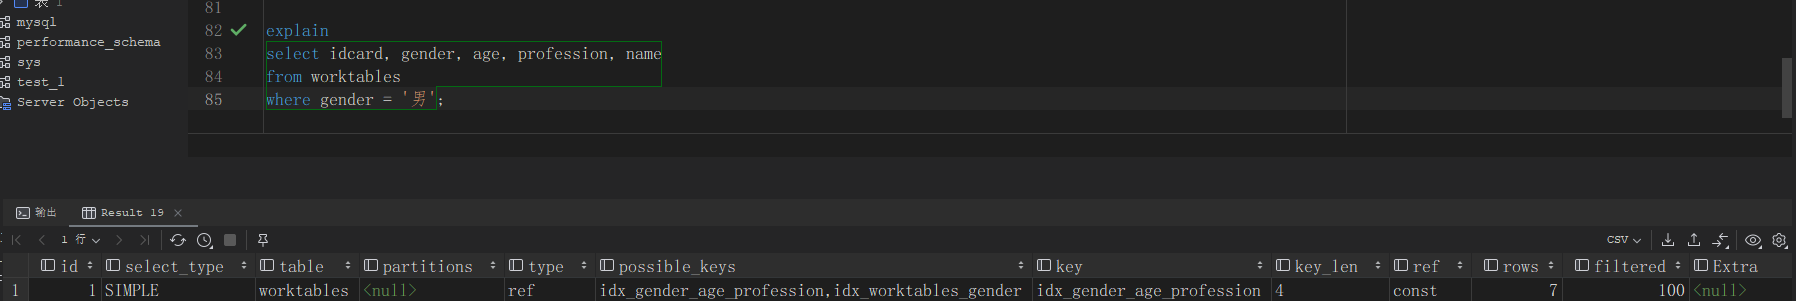 表 1
mysql
performance_schema
sys
test_1
Server Objects
81
82 explain
83 select idcard, gender, age, profession, name
84 from worktables
85 where gender = '男';
输出 Result 19
1 行 CSV
id select_type table partitions type possible_keys key key_len ref rows filtered Extra
1 1 SIMPLE worktables <null> ref idx_gender_age_profession,idx_worktables_gender idx_gender_age_profession 4 const 7 100 <null>